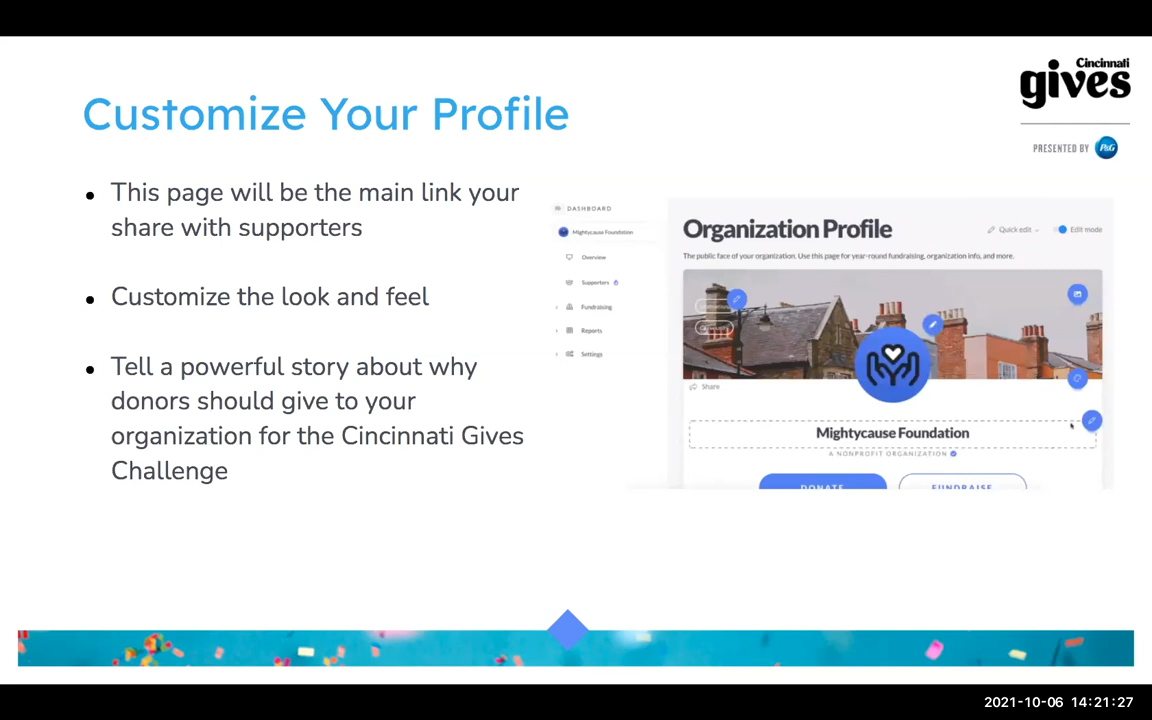 Cincinnati
gives
PRESENTED BY P&G
Customize Your Profile
This page will be the main link your
share with supporters
Customize the look and feel
Tell a powerful story about why
donors should give to your
organization for the Cincinnati Gives
Challenge
DASHBOARD
Mightycause Foundation
Overview
Supporters
Fundraising
Reports
Settings
Organization Profile
Quick edit
Edit mode
The public face of your organization. Use this page for year-round fundraising, organization info, and more.
Share
Mightycause Foundation
A NONPROFIT ORGANIZATION
DONATE
FUNDRAISE
2021-10-06 14:21:27